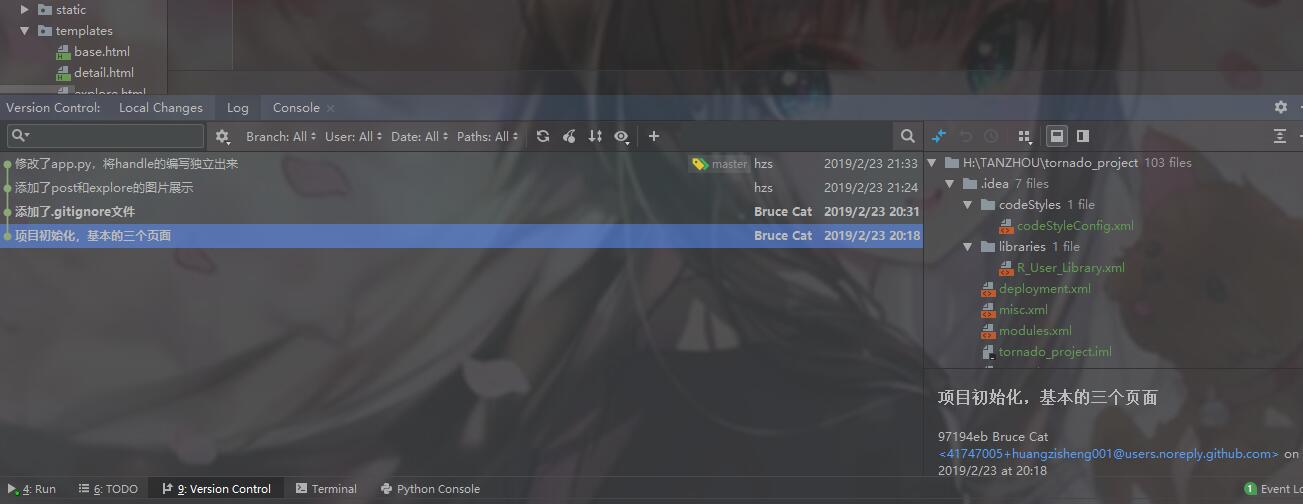 static
templates
base.html
detail.html
explore.html
Version Control: Local Changes Log Console
Branch: All User: All Date: All Paths: All
修改了app.py，将handle的编写独立出来 master hzs 2019/2/23 21:33
添加了post和explore的图片展示 hzs 2019/2/23 21:24
添加了.gitignore文件 Bruce Cat 2019/2/23 20:31
项目初始化，基本的三个页面 Bruce Cat 2019/2/23 20:18
H:\TANZHOU\tornado_project 103 files
.idea 7 files
codeStyles 1 file
codeStyleConfig.xml
libraries 1 file
R_User_Library.xml
deployment.xml
misc.xml
modules.xml
tornado_project.iml
项目初始化，基本的三个页面
97194eb Bruce Cat
<41747005+huangzisheng001@users.noreply.github.com> on
2019/2/23 at 20:18
4: Run 6: TODO 9: Version Control Terminal Python Console 1 Event Lo